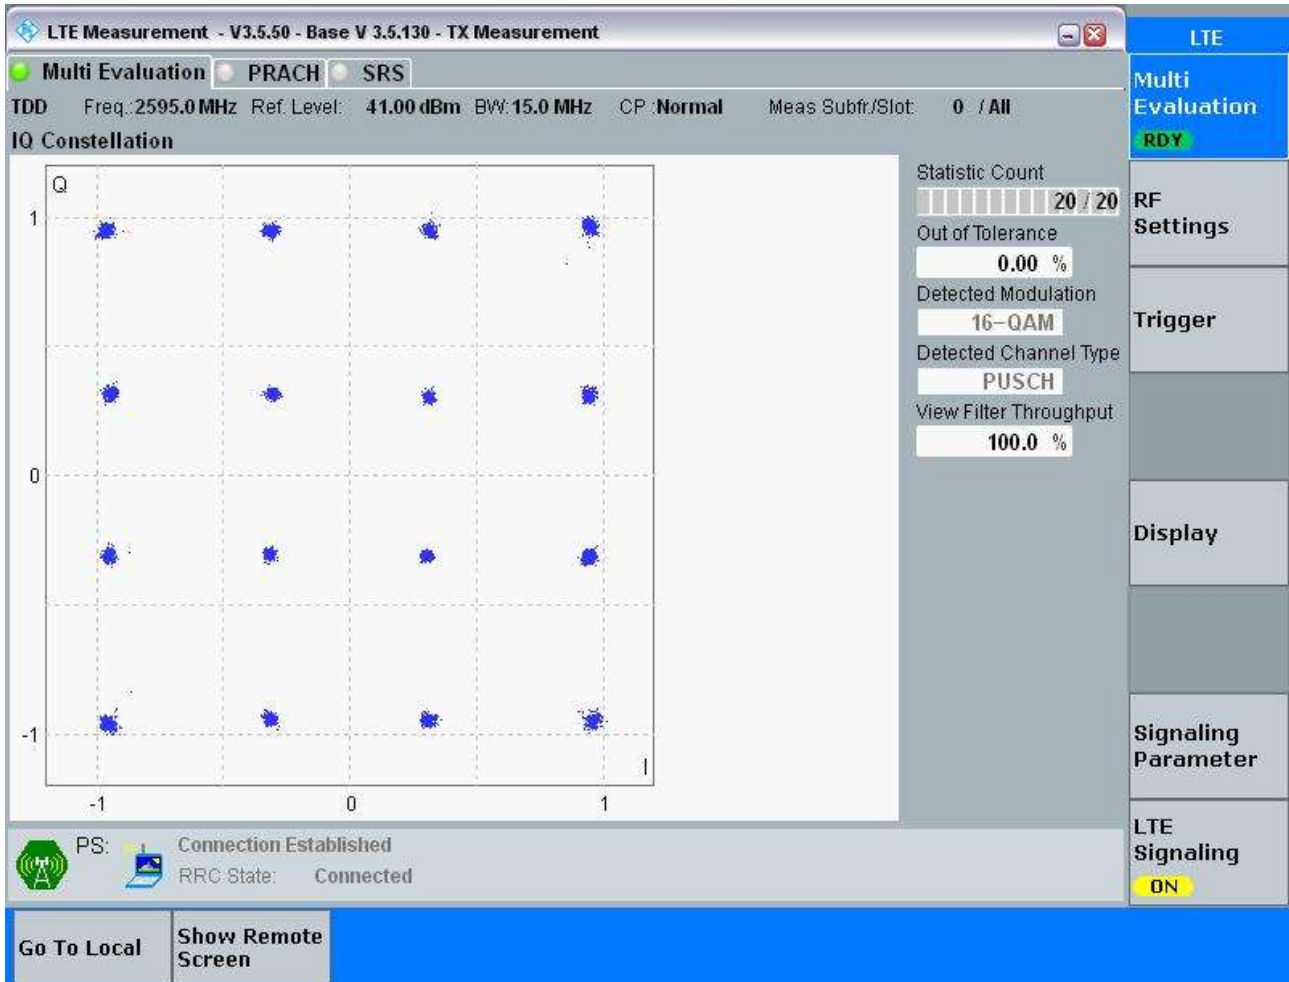 LTE Measurement - V3.5.50 - Base V 3.5.130 - TX Measurement
LTE
Multi Evaluation PRACH SRS
TDD Freq.:2595.0 MHz Ref. Level: 41.00 dBm BW:15.0 MHz CP :Normal Meas Subfr./Slot: 0 / All
IQ Constellation
Q
1
0
-1
I
-1 0 1
Statistic Count
20 / 20
Out of Tolerance
0.00 %
Detected Modulation
16-QAM
Detected Channel Type
PUSCH
View Filter Throughput
100.0 %
Multi
Evaluation
RDY
RF
Settings
Trigger
Display
Signaling
Parameter
LTE
Signaling
ON
PS: Connection Established
RRC State: Connected
Go To Local
Show Remote
Screen